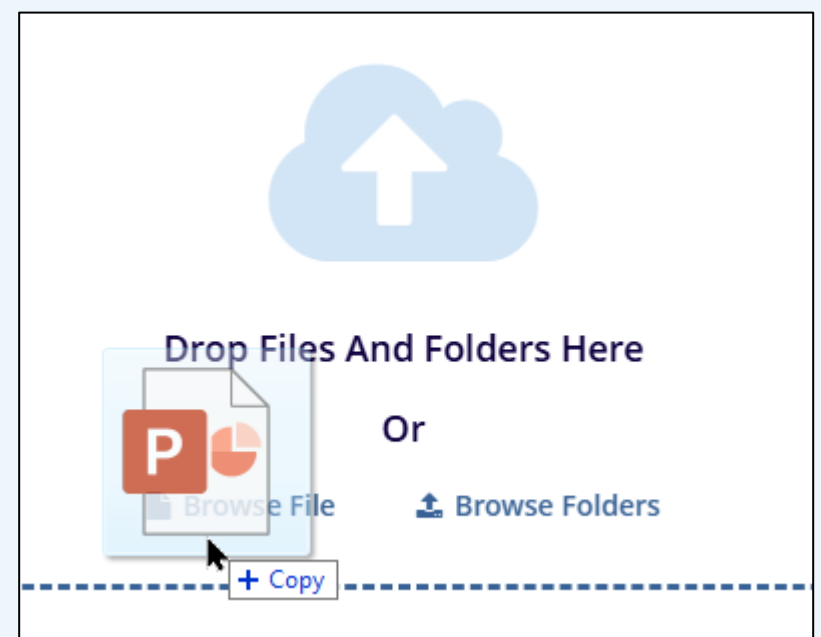 Drop Files And Folders Here
Or
P
Browse File
Browse Folders
+ Copy